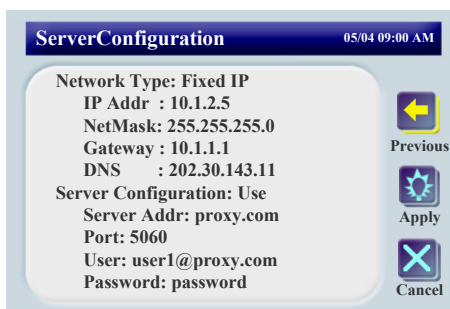 ServerConfiguration
05/04 09:00 AM
Network Type: Fixed IP
IP Addr : 10.1.2.5
NetMask: 255.255.255.0
Gateway : 10.1.1.1
DNS : 202.30.143.11
Server Configuration: Use
Server Addr: proxy.com
Port: 5060
User: user1@proxy.com
Password: password
Previous
Apply
Cancel